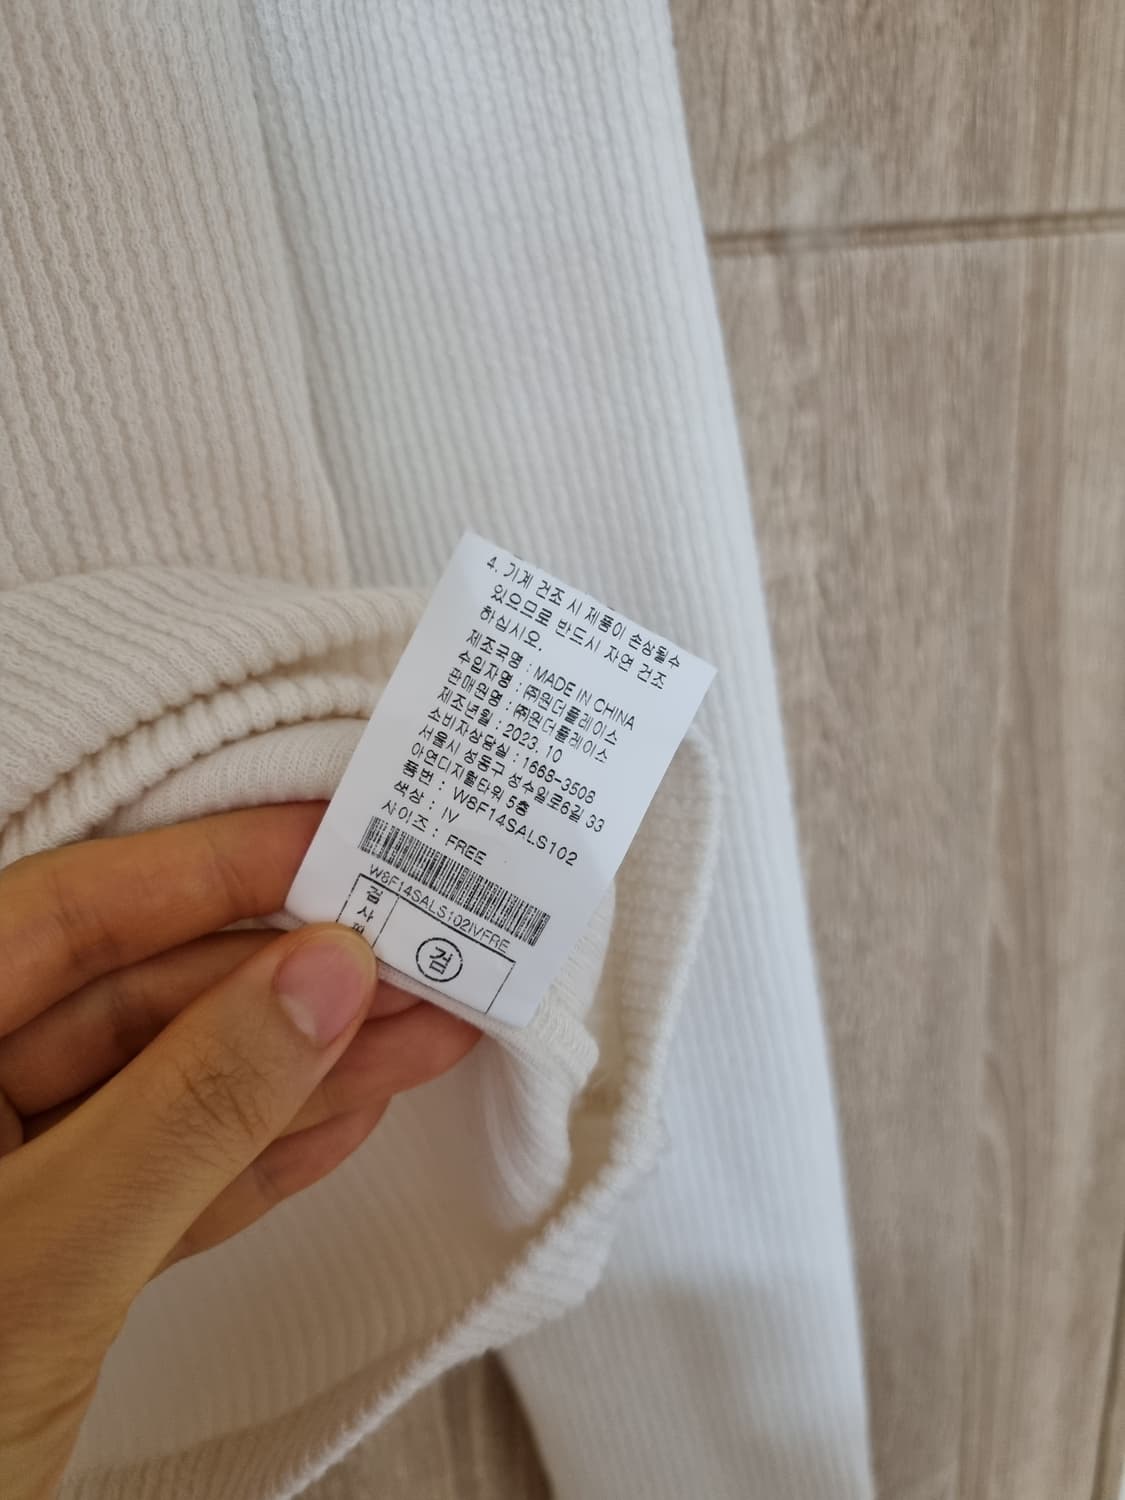 4. 기계 건조 시 제품이 손상될수
있으므로 반드시 자연 건조
하십시오.
제조국명 : MADE IN CHINA
수입자명 : ㈜원더플레이스
판매원명 : ㈜원더플레이스
제조년월 : 2023. 10
소비자상담실 : 1668-3508
서울시 성동구 성수일로6길 33
아연디지털타워 5층
품번 : W8F14SALS102
색상 : IV
사이즈 : FREE
W8F14SALS102IVFRE
검사
검